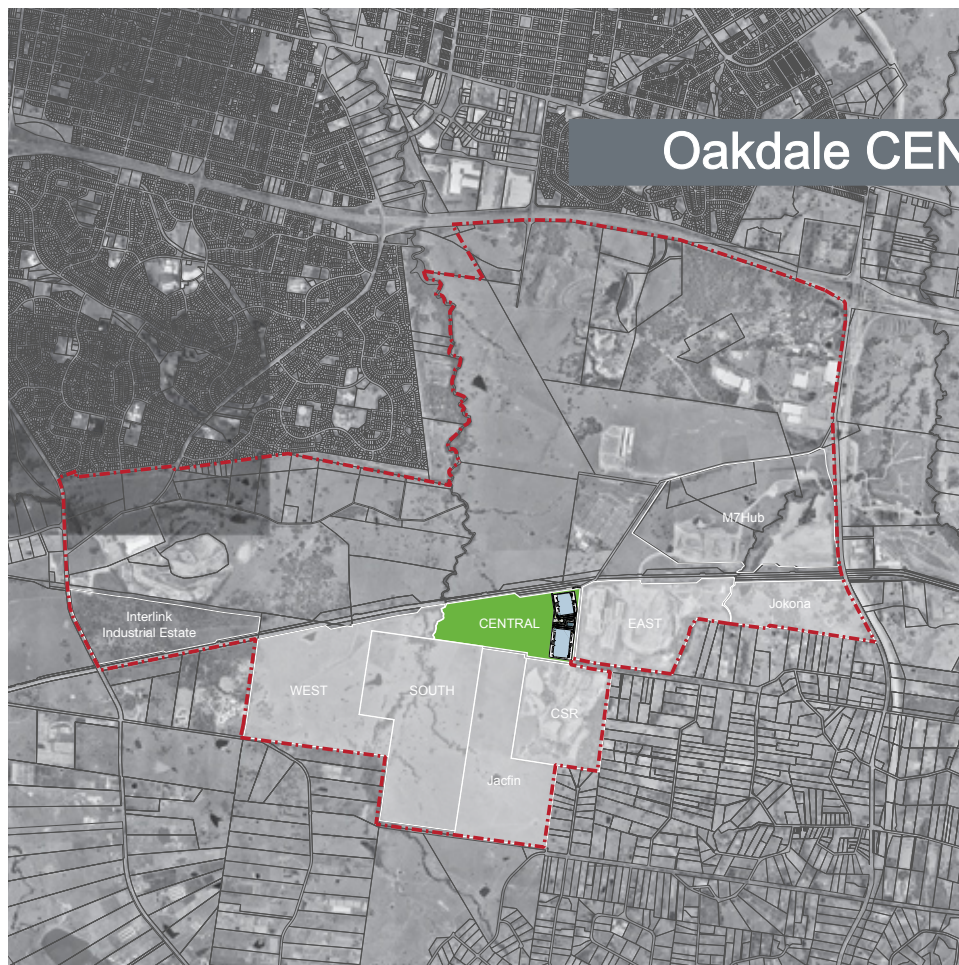 Oakdale CEN
M7Hub
Jokona
Interlink
Industrial Estate
CENTRAL
EAST
WEST
SOUTH
CSR
Jacfin